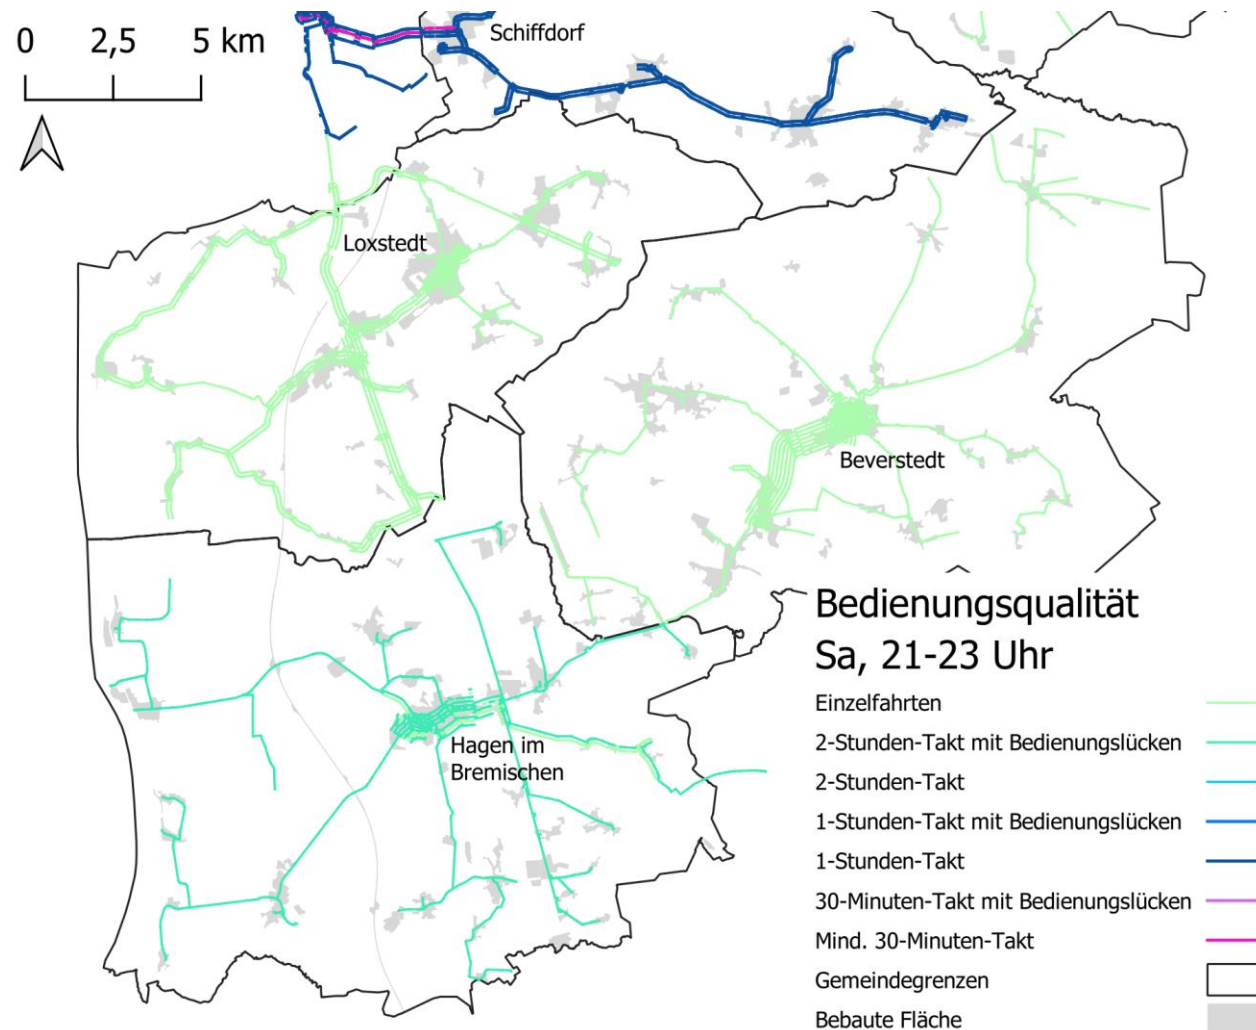 0 2,5 5 km
Schiffdorf
Loxstedt
Beverstedt
Hagen im
Bremischen
Bedienungsqualität
Sa, 21-23 Uhr
Einzelfahrten
2-Stunden-Takt mit Bedienungslücken
2-Stunden-Takt
1-Stunden-Takt mit Bedienungslücken
1-Stunden-Takt
30-Minuten-Takt mit Bedienungslücken
Mind. 30-Minuten-Takt
Gemeindegrenzen
Bebaute Fläche